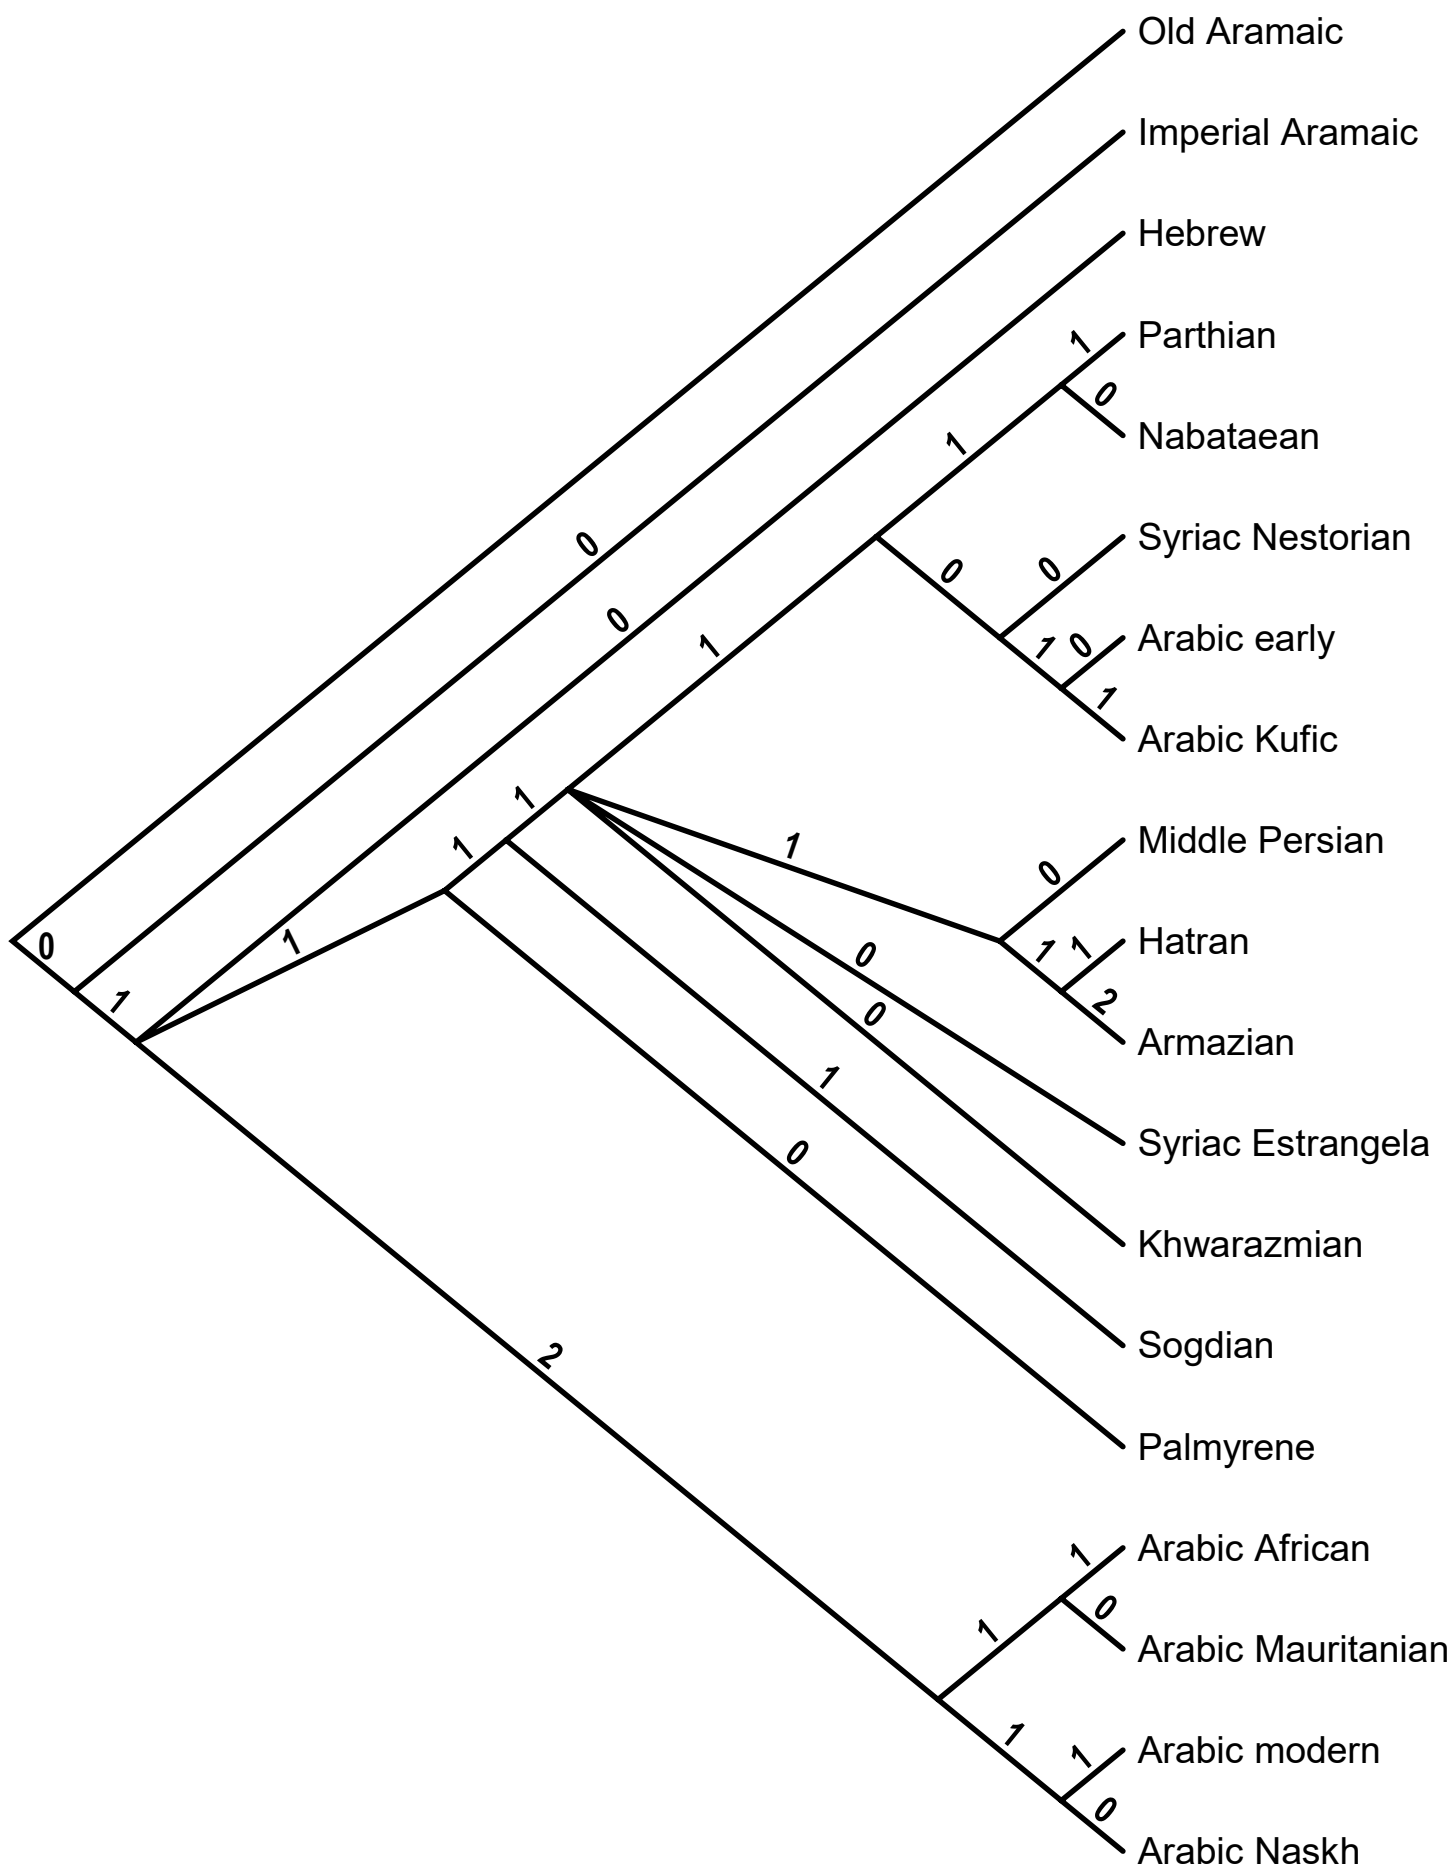 Old Aramaic
Imperial Aramaic
Hebrew
1 Parthian
0
1 Nabataean
0 0 0 Syriac Nestorian
0 1 0 Arabic early
1 1
Arabic Kufic
1
1 1 Middle Persian
0
0 1 0 1 1 Hatran
1 0 2
Armazian
1
0 Syriac Estrangela
Khwarazmian
2 Sogdian
Palmyrene
1 Arabic African
1 0
Arabic Mauritanian
1 1 Arabic modern
0
Arabic Naskh